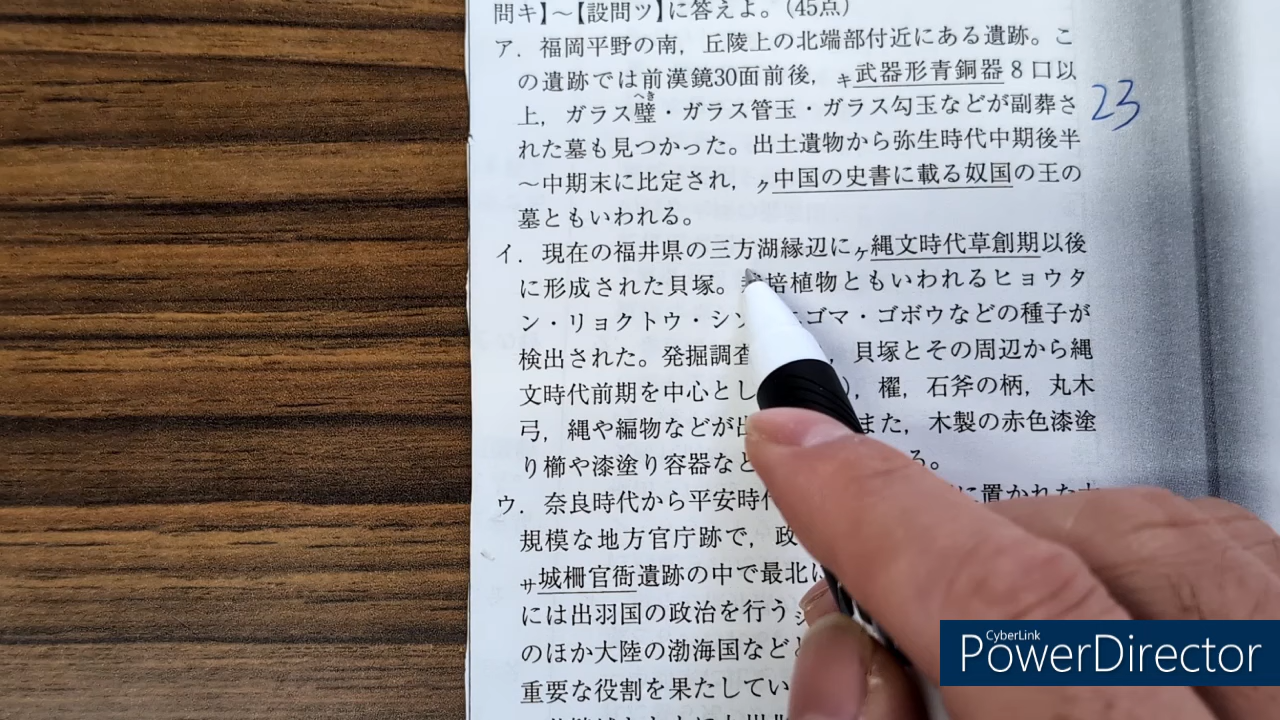 問キ】～【設問ツ】に答えよ。（45点）
ア．福岡平野の南，丘陵上の北端部付近にある遺跡。こ
の遺跡では前漢鏡30面前後，キ武器形青銅器８口以
上，ガラス璧・ガラス管玉・ガラス勾玉などが副葬さ
へき
れた墓も見つかった。出土遺物から弥生時代中期後半
～中期末に比定され，ク中国の史書に載る奴国の王の
墓ともいわれる。
23
イ．現在の福井県の三方湖縁辺にケ縄文時代草創期以後
に形成された貝塚。培植物ともいわれるヒョウタ
ン・リョクトウ・シソ ゴマ・ゴボウなどの種子が
検出された。発掘調査 ，貝塚とその周辺から縄
文時代前期を中心とし ），櫂，石斧の柄，丸木
弓，縄や編物などが出 また，木製の赤色漆塗
り櫛や漆塗り容器など る。
ウ．奈良時代から平安時代 に置かれた
規模な地方官庁跡で，政
サ城柵官衙遺跡の中で最北に
には出羽国の政治を行うシ
のほか大陸の渤海国などと
重要な役割を果たしてい
CyberLink
PowerDirector